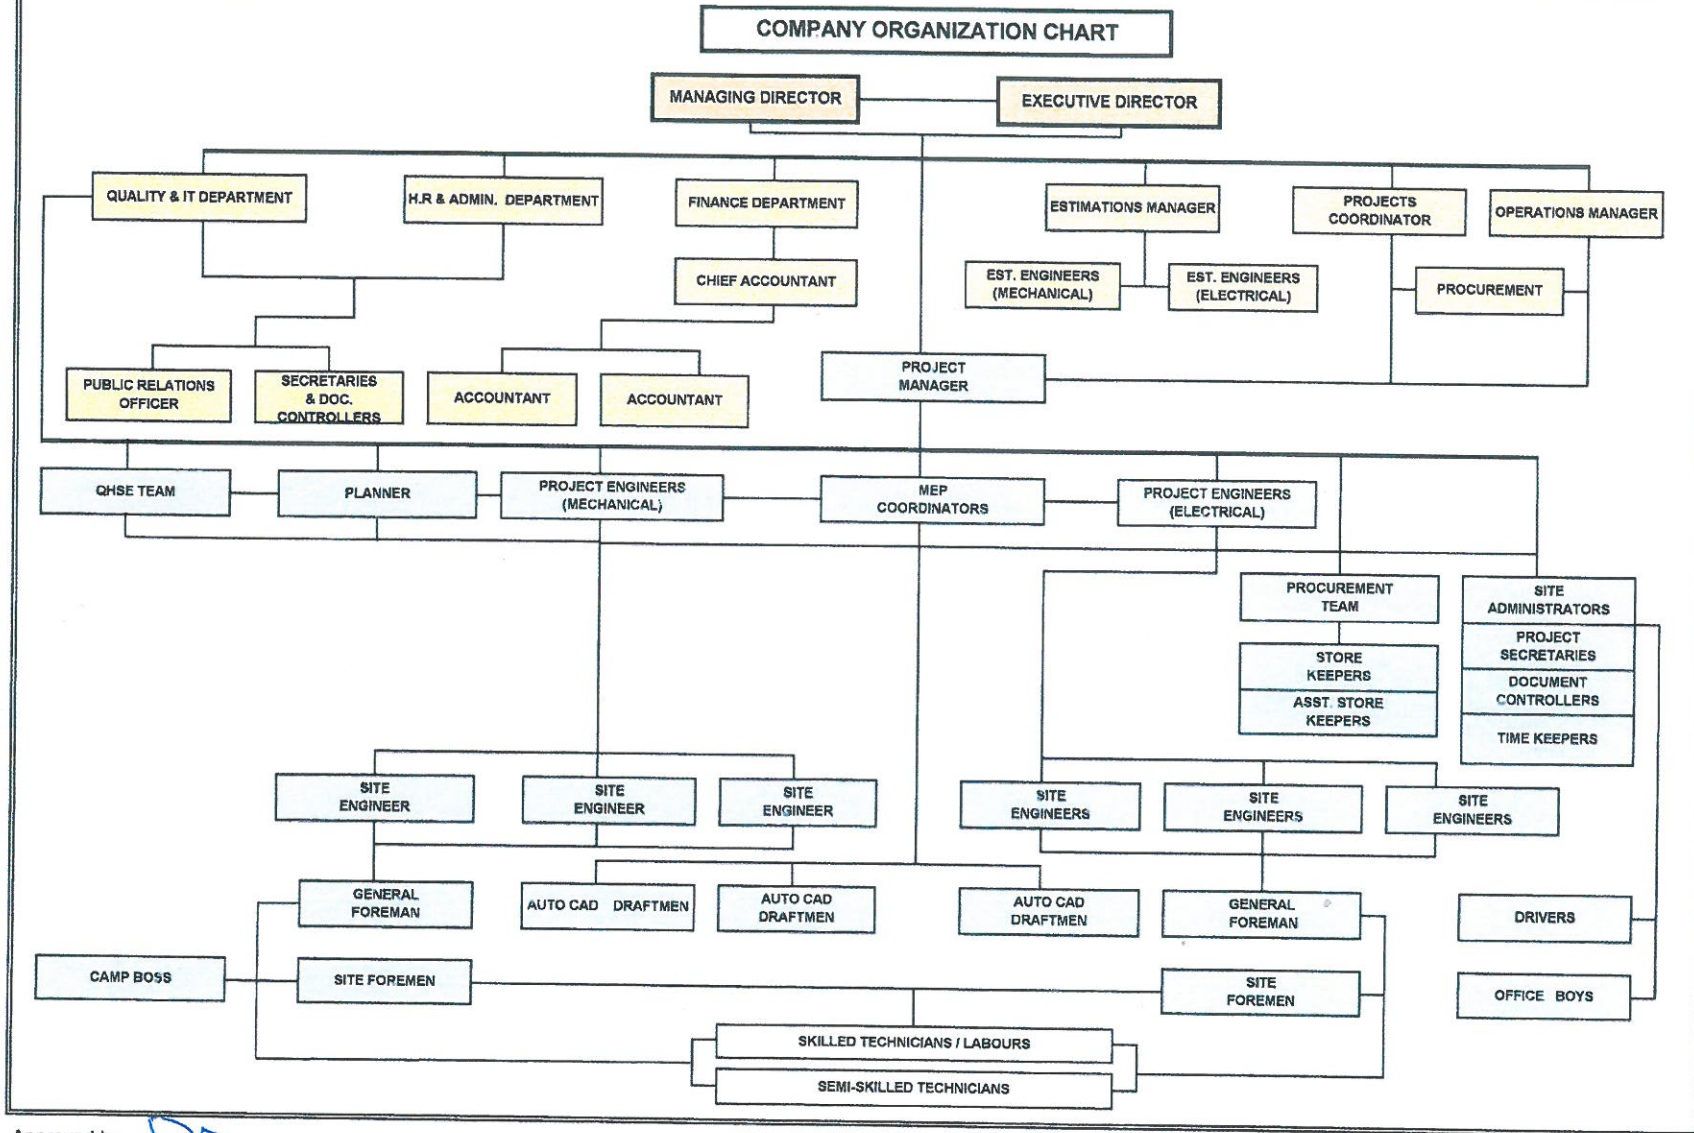 COMPANY ORGANIZATION CHART
MANAGING DIRECTOR
EXECUTIVE DIRECTOR
QUALITY & IT DEPARTMENT
H.R & ADMIN. DEPARTMENT
FINANCE DEPARTMENT
ESTIMATIONS MANAGER
PROJECTS
COORDINATOR
OPERATIONS MANAGER
CHIEF ACCOUNTANT
EST. ENGINEERS
(MECHANICAL)
EST. ENGINEERS
(ELECTRICAL)
PROCUREMENT
PUBLIC RELATIONS
OFFICER
SECRETARIES
& DOC.
CONTROLLERS
ACCOUNTANT
ACCOUNTANT
PROJECT
MANAGER
QHSE TEAM
PLANNER
PROJECT ENGINEERS
(MECHANICAL)
MEP
COORDINATORS
PROJECT ENGINEERS
(ELECTRICAL)
PROCUREMENT
TEAM
SITE
ADMINISTRATORS
STORE
KEEPERS
PROJECT
SECRETARIES
ASST. STORE
KEEPERS
DOCUMENT
CONTROLLERS
TIME KEEPERS
SITE
ENGINEER
SITE
ENGINEER
SITE
ENGINEER
SITE
ENGINEERS
SITE
ENGINEERS
SITE
ENGINEERS
GENERAL
FOREMAN
AUTO CAD DRAFTMEN
AUTO CAD
DRAFTMEN
AUTO CAD
DRAFTMEN
GENERAL
FOREMAN
DRIVERS
CAMP BOSS
SITE FOREMEN
SITE
FOREMEN
OFFICE BOYS
SKILLED TECHNICIANS / LABOURS
SEMI-SKILLED TECHNICIANS